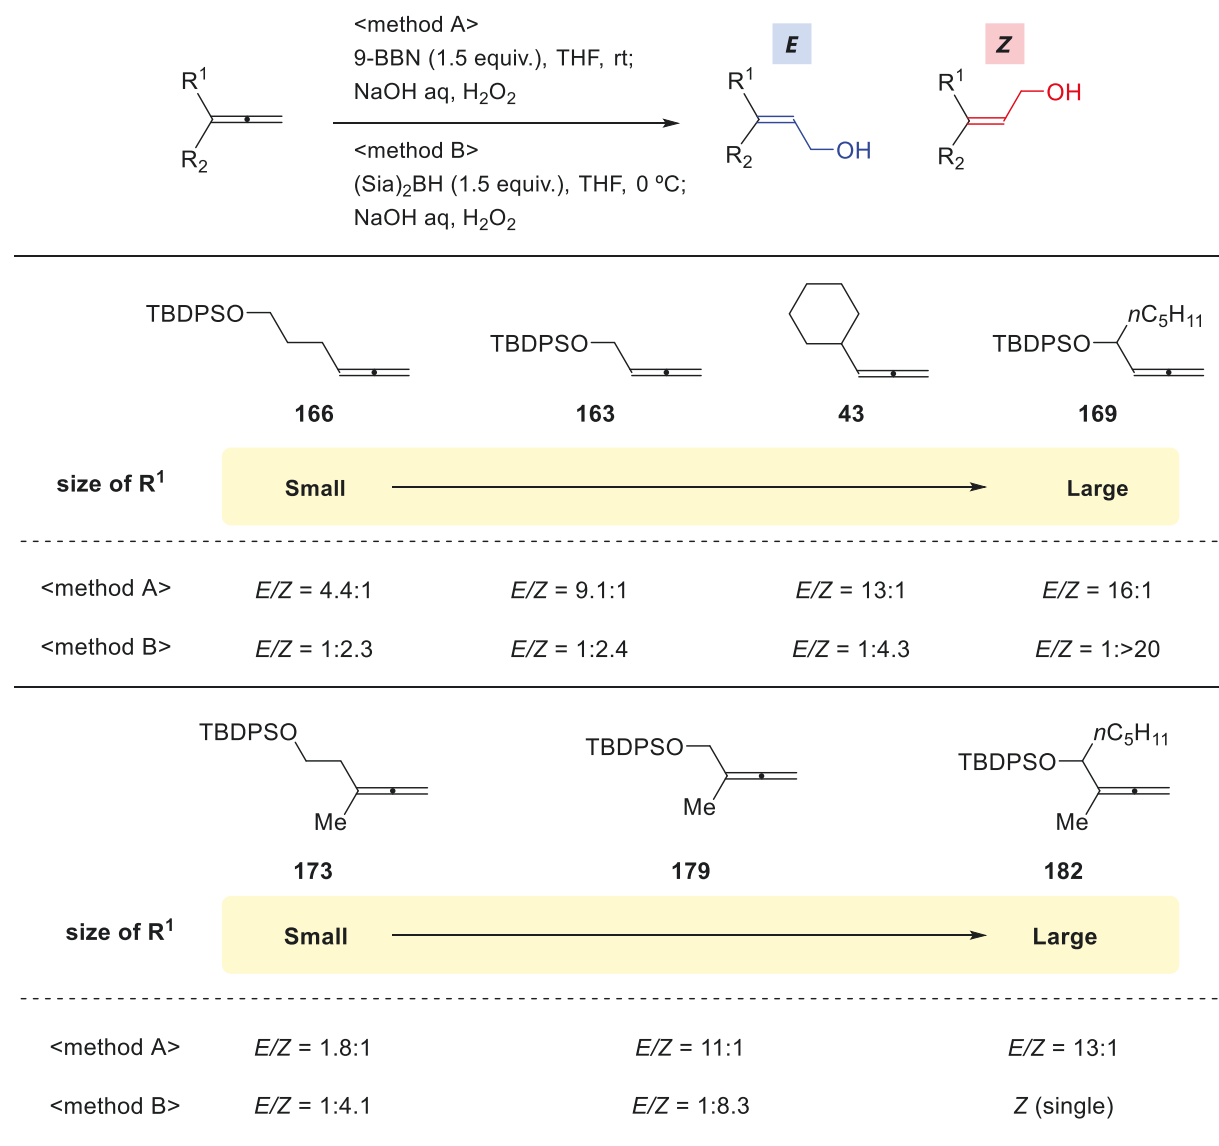 <method A>
9-BBN (1.5 equiv.), THF, rt;
NaOH aq, H₂O₂
<method B>
(Sia)₂BH (1.5 equiv.), THF, 0 ºC;
NaOH aq, H₂O₂
R¹
R₂
E
R¹
R₂
OH
Z
R¹
R₂
OH
TBDPSO
166
TBDPSO
163
43
nC₅H₁₁
TBDPSO
169
size of R¹
Small
Large
<method A>
E/Z = 4.4:1
E/Z = 9.1:1
E/Z = 13:1
E/Z = 16:1
<method B>
E/Z = 1:2.3
E/Z = 1:2.4
E/Z = 1:4.3
E/Z = 1:>20
TBDPSO
Me
173
TBDPSO
Me
179
nC₅H₁₁
TBDPSO
Me
182
size of R¹
Small
Large
<method A>
E/Z = 1.8:1
E/Z = 11:1
E/Z = 13:1
<method B>
E/Z = 1:4.1
E/Z = 1:8.3
Z (single)